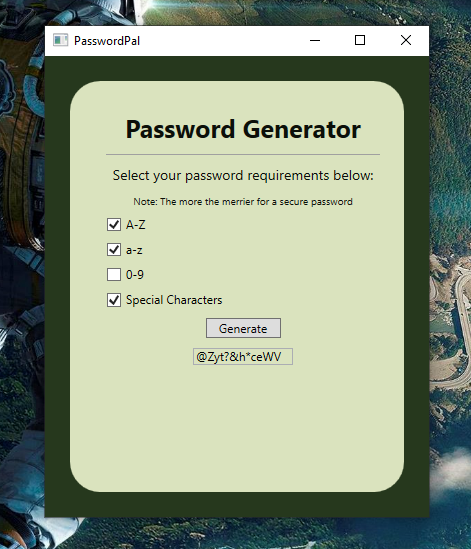 PasswordPal
Password Generator
Select your password requirements below:
Note: The more the merrier for a secure password
A-Z
a-z
0-9
Special Characters
Generate
@Zyt?&h*ceWV